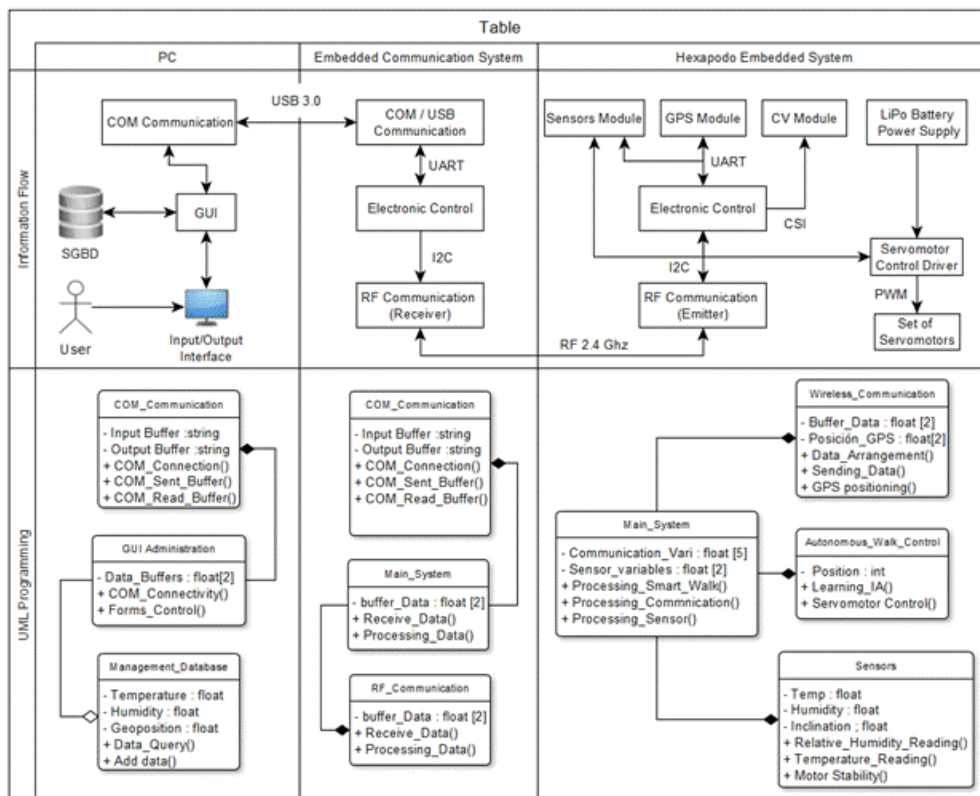 Table
PC
Embedded Communication System
Hexapodo Embedded System
Information Flow
COM Communication
USB 3.0
COM / USB
Communication
UART
Electronic Control
I2C
RF Communication
(Receiver)
GUI
SGBD
User
Input/Output
Interface
Sensors Module
GPS Module
CV Module
LiPo Battery
Power Supply
UART
Electronic Control
CSI
I2C
Servomotor
Control Driver
RF Communication
(Emitter)
PWM
Set of
Servomotors
RF 2.4 Ghz
UML Programming
COM_Communication
- Input Buffer :string
- Output Buffer :string
+ COM_Connection()
+ COM_Sent_Buffer()
+ COM_Read_Buffer()
GUI Administration
- Data_Buffers : float[2]
+ COM_Connectivity()
+ Forms_Control()
Management_Database
- Temperature : float
- Humidity : float
- Geoposition : float
+ Data_Query()
+ Add data()
COM_Communication
- Input Buffer :string
- Output Buffer :string
+ COM_Connection()
+ COM_Sent_Buffer()
+ COM_Read_Buffer()
Main_System
- buffer_Data : float [2]
+ Receive_Data()
+ Processing_Data()
RF_Communication
- buffer_Data : float [2]
+ Receive_Data()
+ Processing_Data()
Main_System
- Communication_Vari : float [5]
- Sensor_variables : float [2]
+ Processing_Smart_Walk()
+ Processing_Commnication()
+ Processing_Sensor()
Wireless_Communication
- Buffer_Data : float [2]
- Posición_GPS : float[2]
+ Data_Arrangement()
+ Sending_Data()
+ GPS positioning()
Autonomous_Walk_Control
- Position : int
+ Learning_IA()
+ Servomotor Control()
Sensors
- Temp : float
- Humidity : float
- Inclination ; float
+ Relative_Humidity_Reading()
+ Temperature_Reading()
+ Motor Stability()